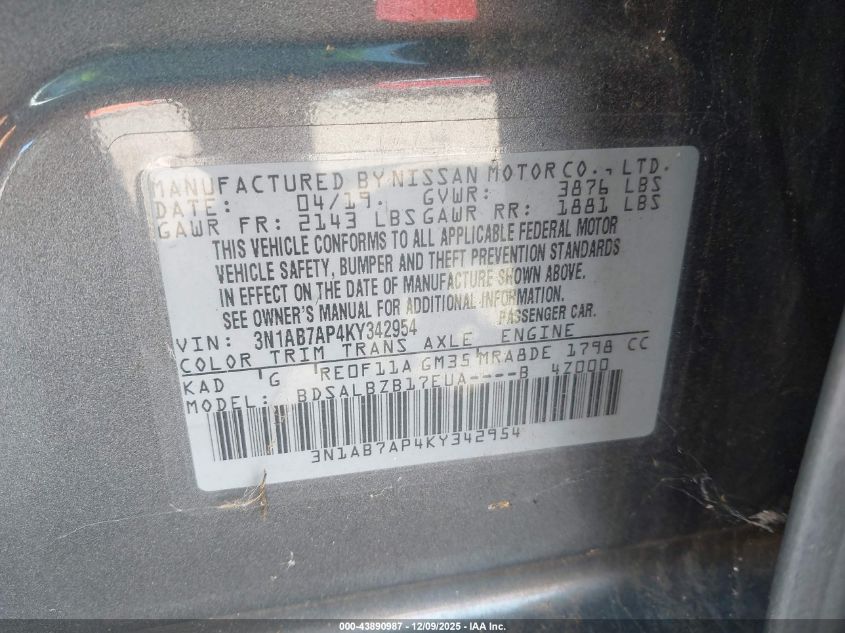 MANUFACTURED BY NISSAN MOTOR CO., LTD.
DATE: 04/19. GVWR: 3876 LBS
GAWR FR: 2143 LBS GAWR RR: 1881 LBS
THIS VEHICLE CONFORMS TO ALL APPLICABLE FEDERAL MOTOR
VEHICLE SAFETY, BUMPER AND THEFT PREVENTION STANDARDS
IN EFFECT ON THE DATE OF MANUFACTURE SHOWN ABOVE.
SEE OWNER'S MANUAL FOR ADDITIONAL INFORMATION.
VIN: 3N1AB7AP4KY342954 PASSENGER CAR.
COLOR TRIM TRANS AXLE ENGINE
KAD G RE0F11A GM35 MRA8DE 1798 CC
MODEL: BDSALBZB17EUA----B 4Z000
3N1AB7AP4KY342954
000-43890987 - 12/09/2025 - IAA Inc.